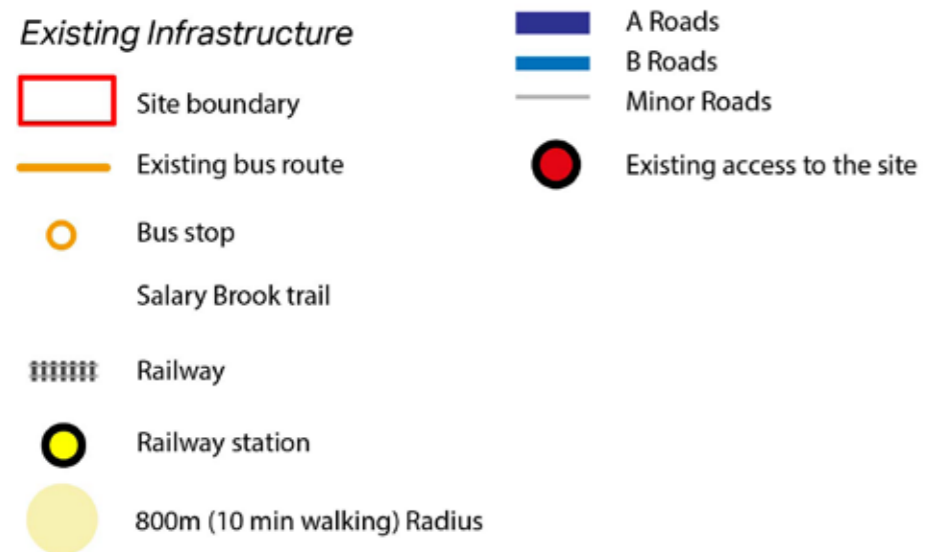 Existing Infrastructure
Site boundary
Existing bus route
Bus stop
Salary Brook trail
Railway
Railway station
800m (10 min walking) Radius
A Roads
B Roads
Minor Roads
Existing access to the site